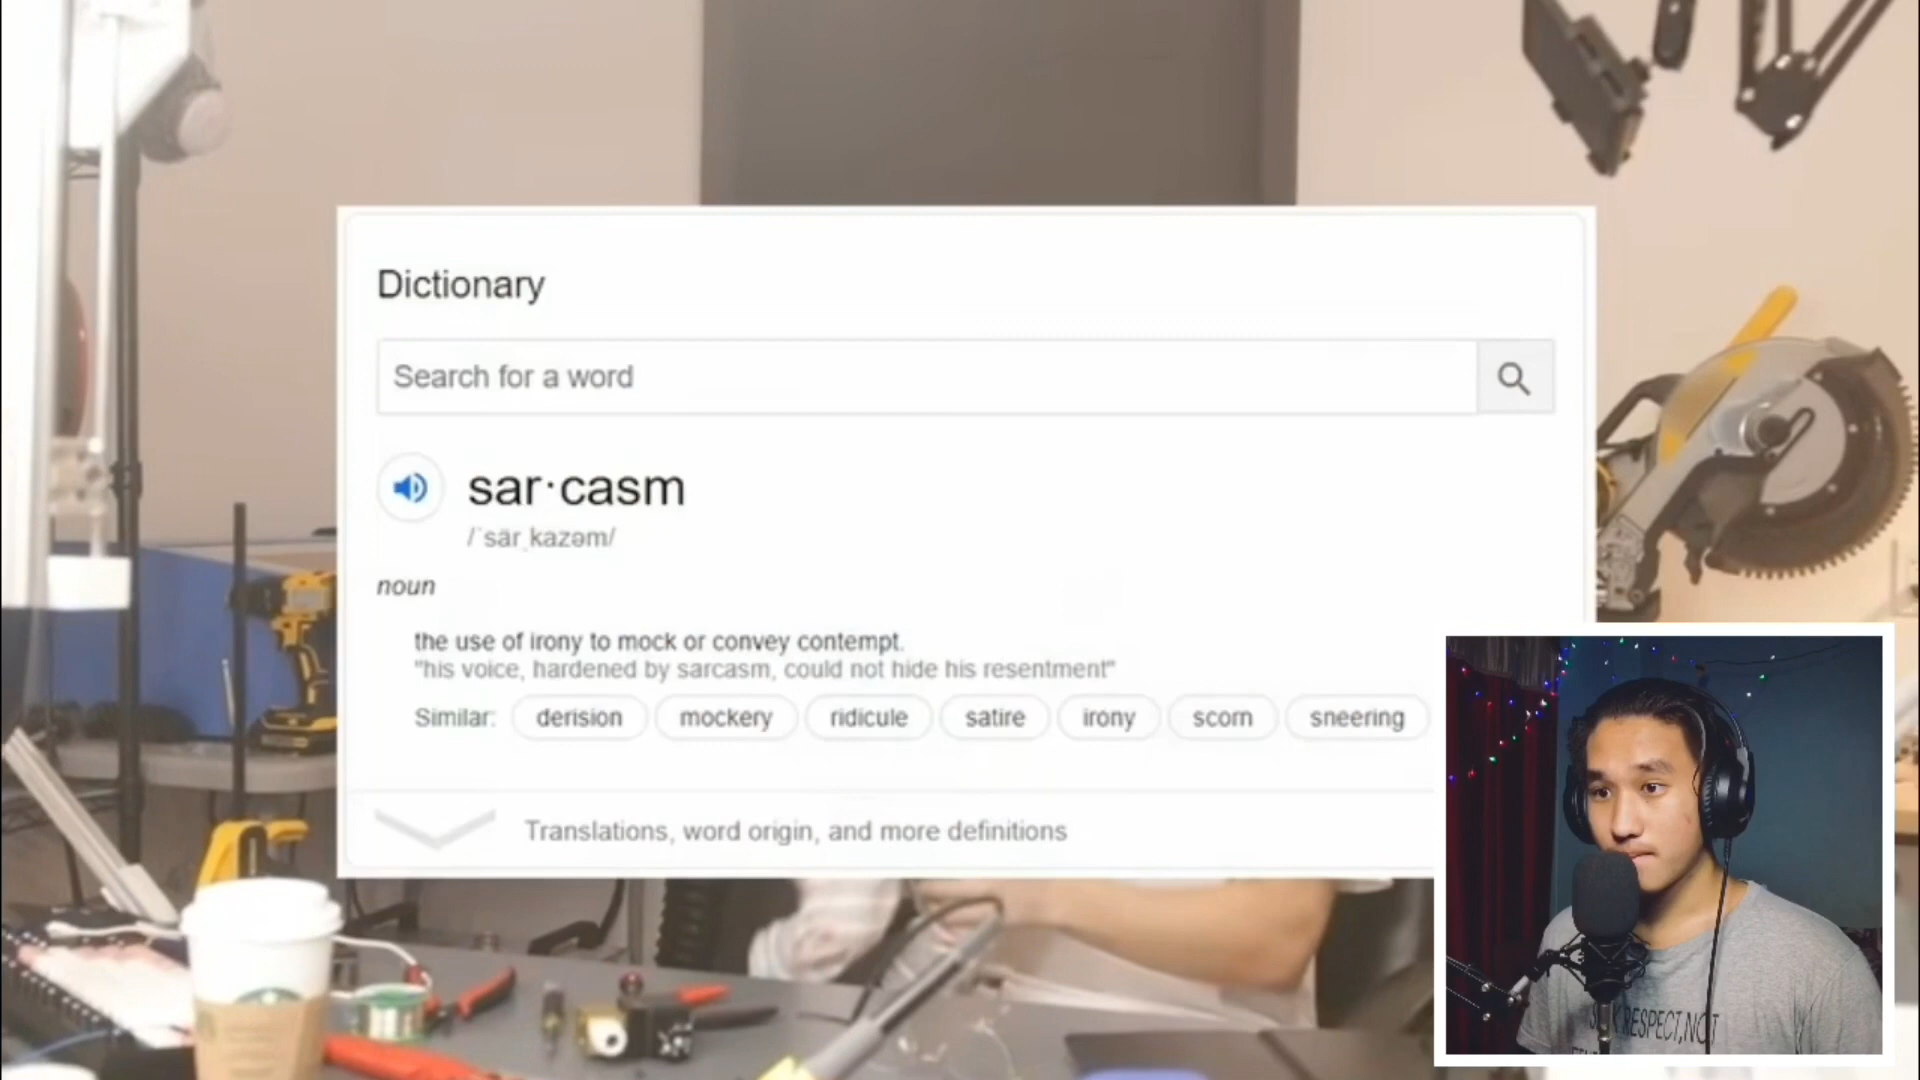 Dictionary
Search for a word
sar·casm
/ˈsärˌkazəm/
noun
the use of irony to mock or convey contempt.
"his voice, hardened by sarcasm, could not hide his resentment"
Similar: derision mockery ridicule satire irony scorn sneering
Translations, word origin, and more definitions
RESPECT,NOT